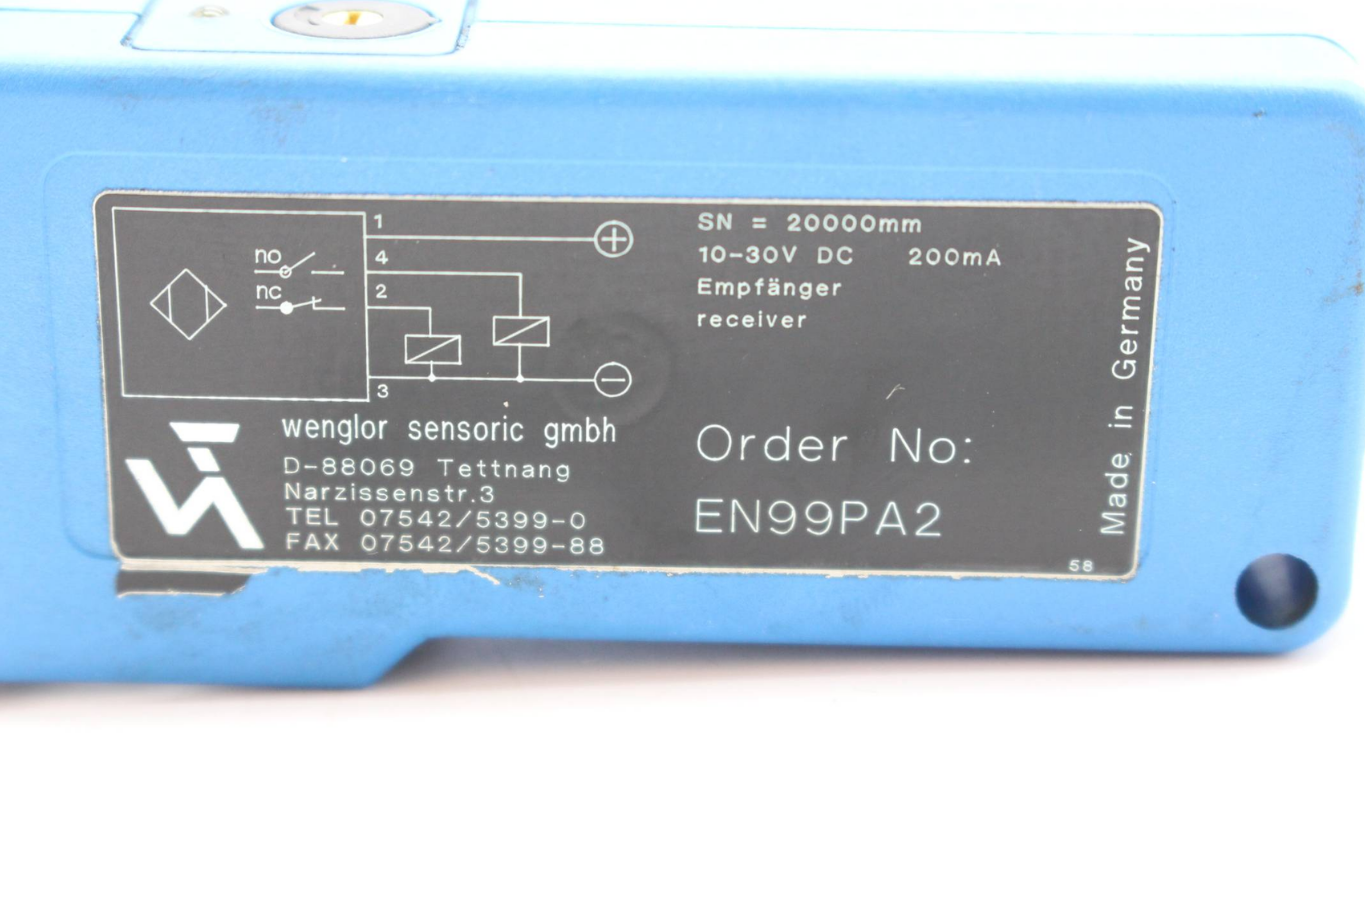 1
no
4
nc
2
3
wenglor sensoric gmbh
D-88069 Tettnang
Narzissenstr.3
TEL 07542/5399-0
FAX 07542/5399-88
SN = 20000mm
10-30V DC 200mA
Empfänger
receiver
Order No:
EN99PA2
58
Made in Germany